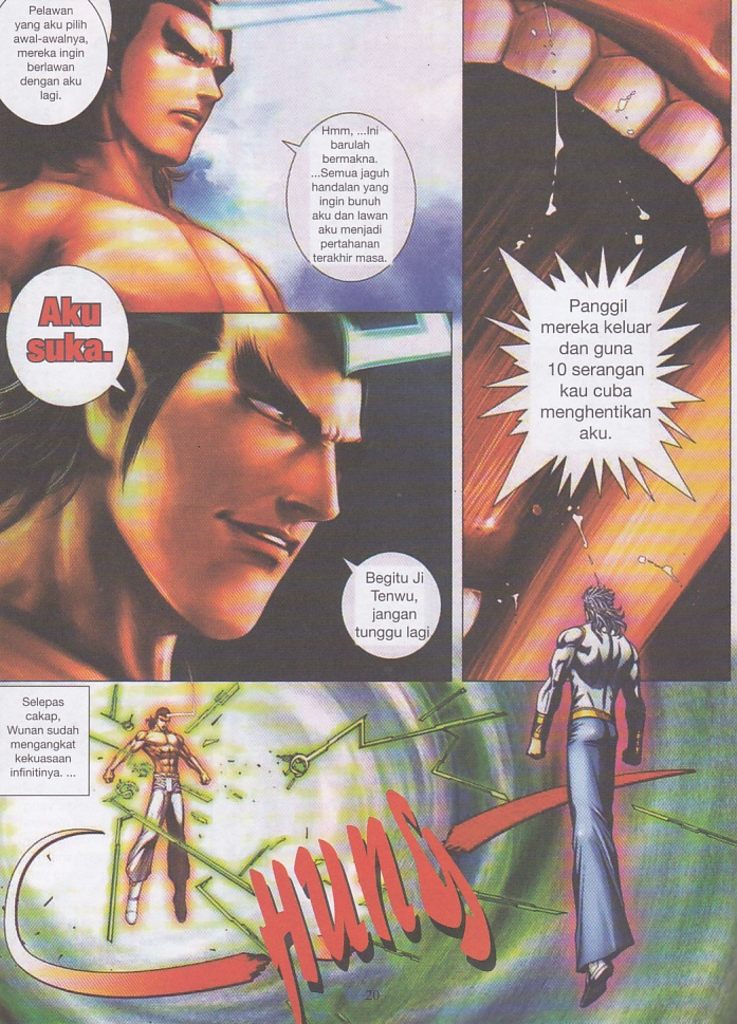 Pelawan
yang aku pilih
awal-awalnya,
mereka ingin
berlawan
dengan aku
lagi.
Hmm, ...Ini
barulah
bermakna.
...Semua jaguh
handalan yang
ingin bunuh
aku dan lawan
aku menjadi
pertahanan
terakhir masa.
Panggil
mereka keluar
dan guna
10 serangan
kau cuba
menghentikan
aku.
Aku
suka.
Begitu Ji
Tenwu,
jangan
tunggu lagi.
Selepas
cakap,
Wunan sudah
mengangkat
kekuasaan
infinitinya. ...
Hung
20